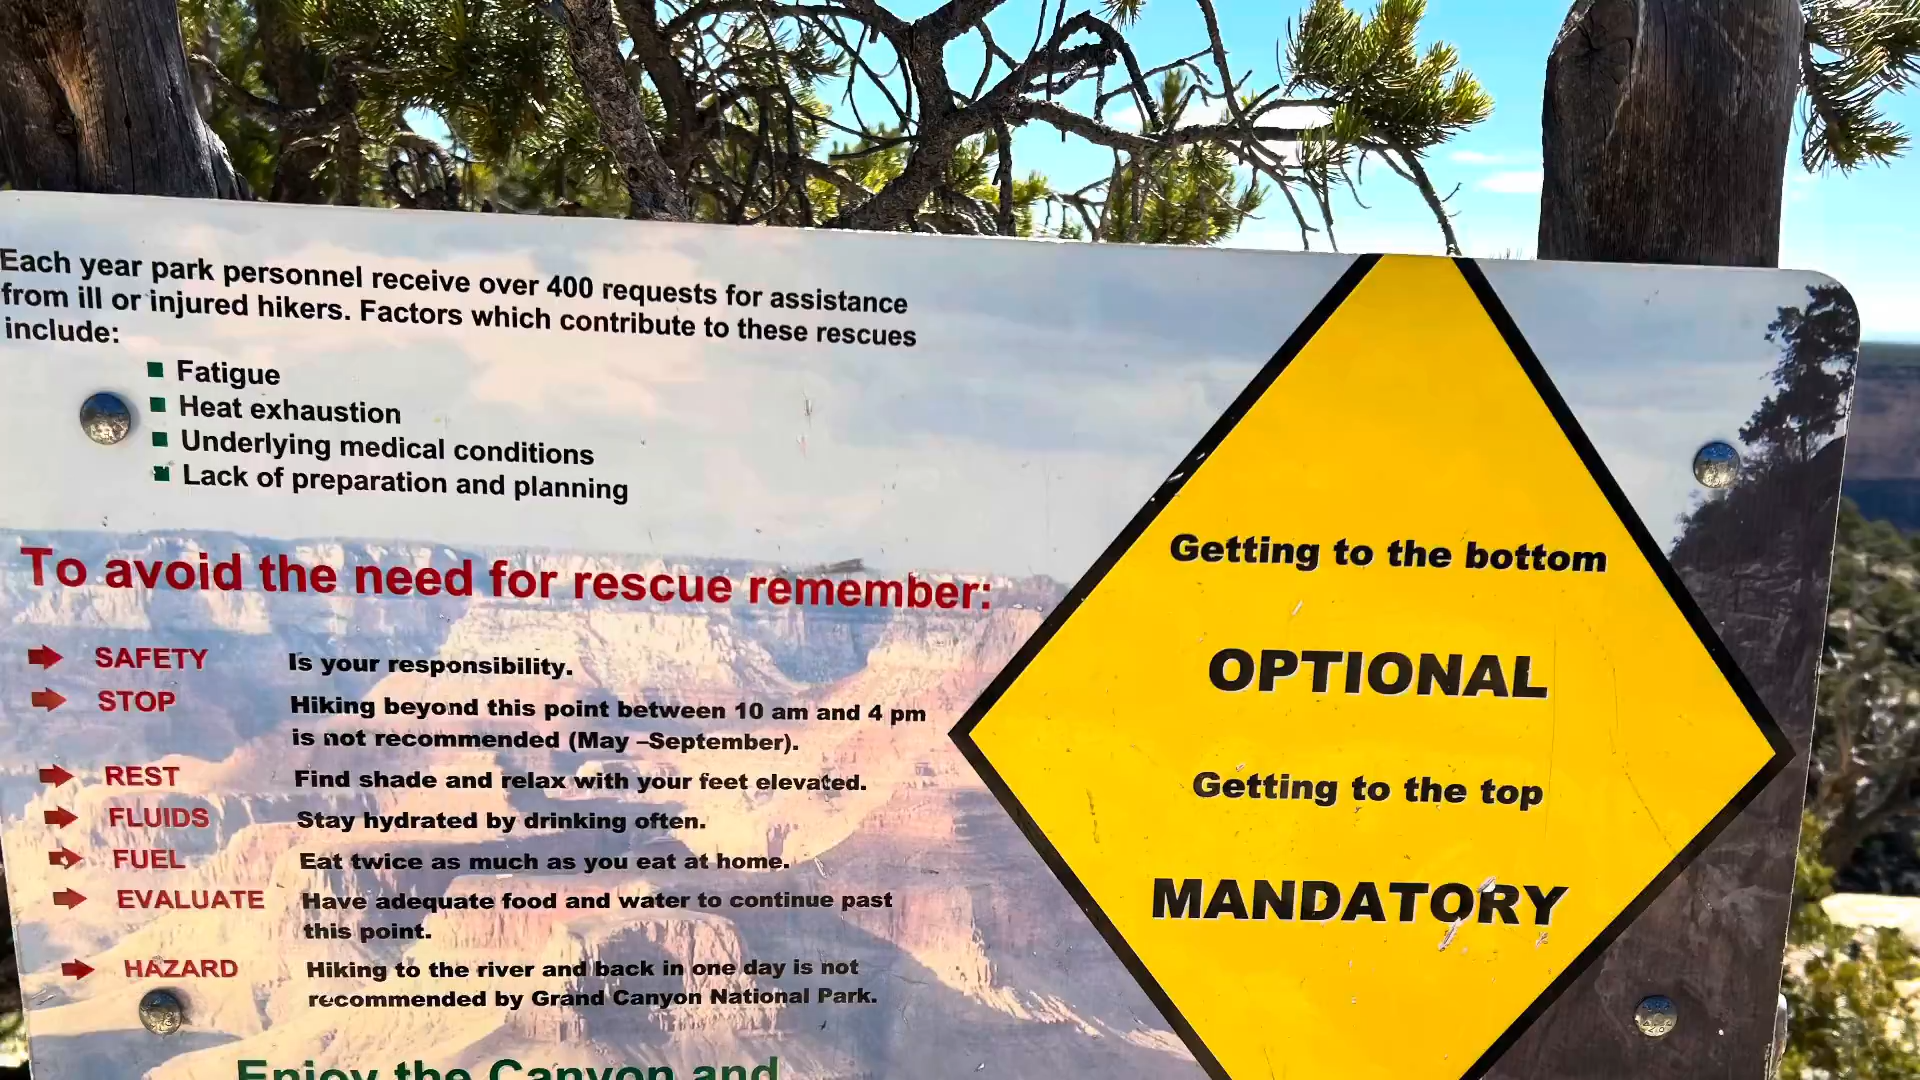 Each year park personnel receive over 400 requests for assistance
from ill or injured hikers. Factors which contribute to these rescues
include:
Fatigue
Heat exhaustion
Underlying medical conditions
Lack of preparation and planning
To avoid the need for rescue remember:
SAFETY Is your responsibility.
STOP Hiking beyond this point between 10 am and 4 pm
is not recommended (May –September).
REST Find shade and relax with your feet elevated.
FLUIDS Stay hydrated by drinking often.
FUEL Eat twice as much as you eat at home.
EVALUATE Have adequate food and water to continue past
this point.
HAZARD Hiking to the river and back in one day is not
recommended by Grand Canyon National Park.
Enjoy the Canyon and
Getting to the bottom
OPTIONAL
Getting to the top
MANDATORY